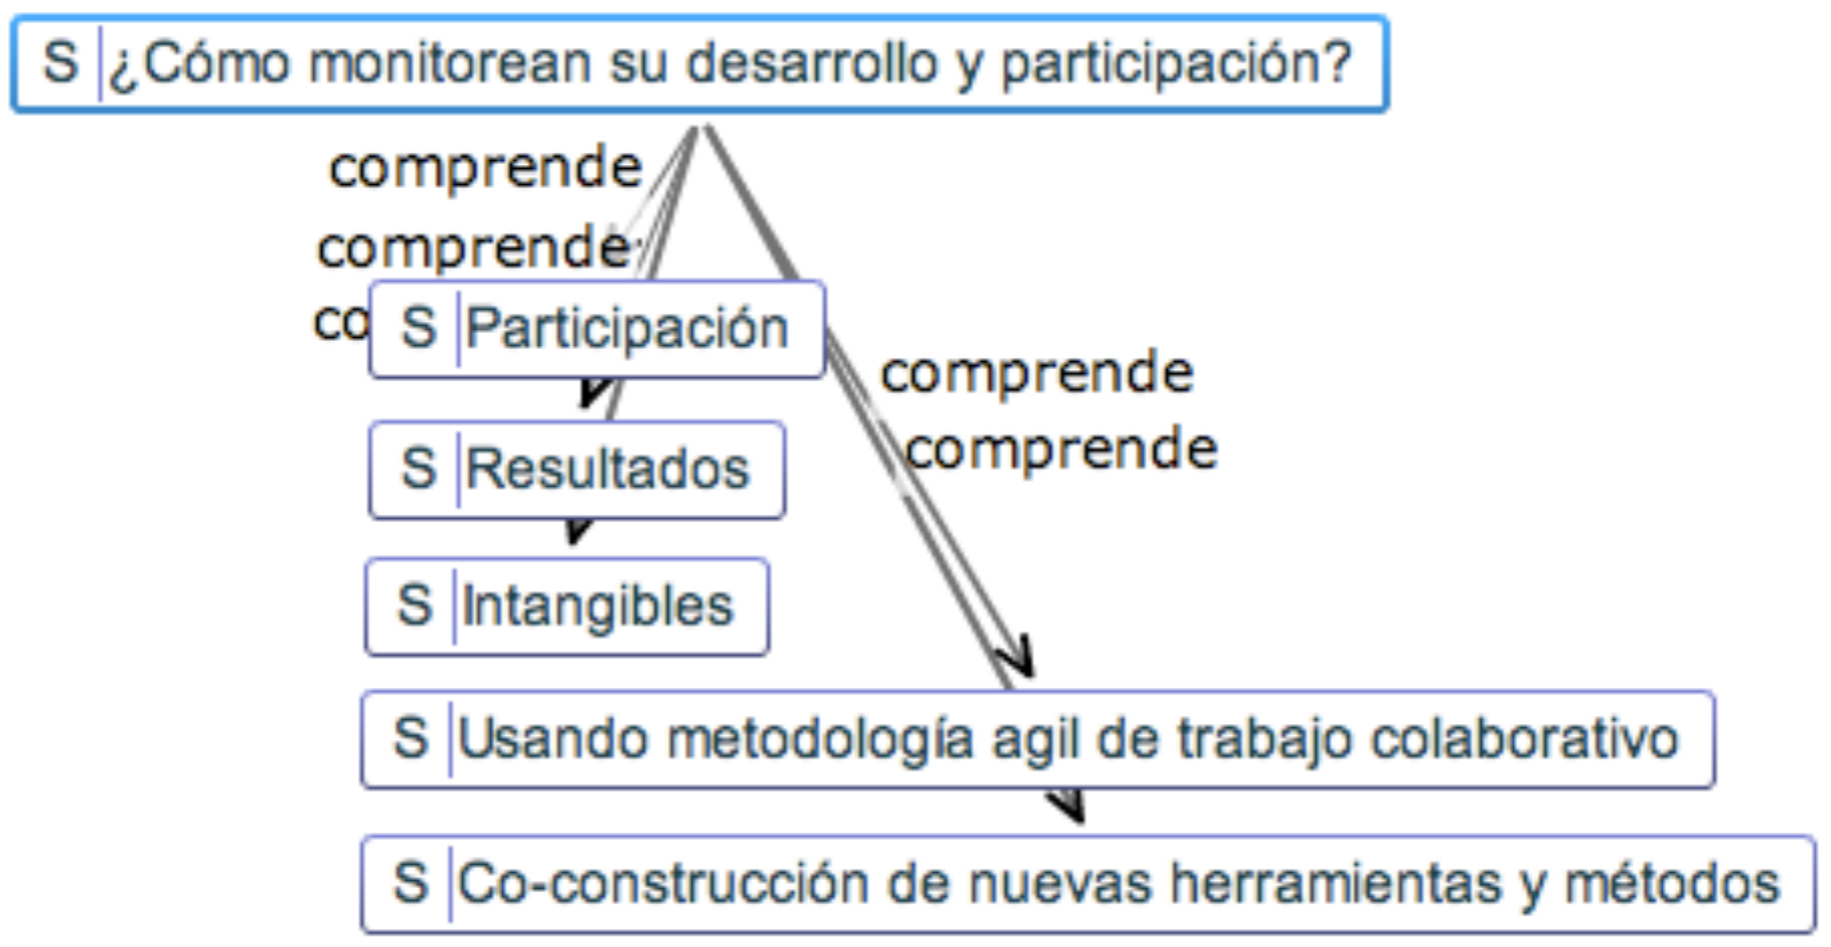 S ¿Cómo monitorean su desarrollo y participación?
comprende
comprende
S Participación
comprende
comprende
S Resultados
S Intangibles
S Usando metodología agil de trabajo colaborativo
S Co-construcción de nuevas herramientas y métodos